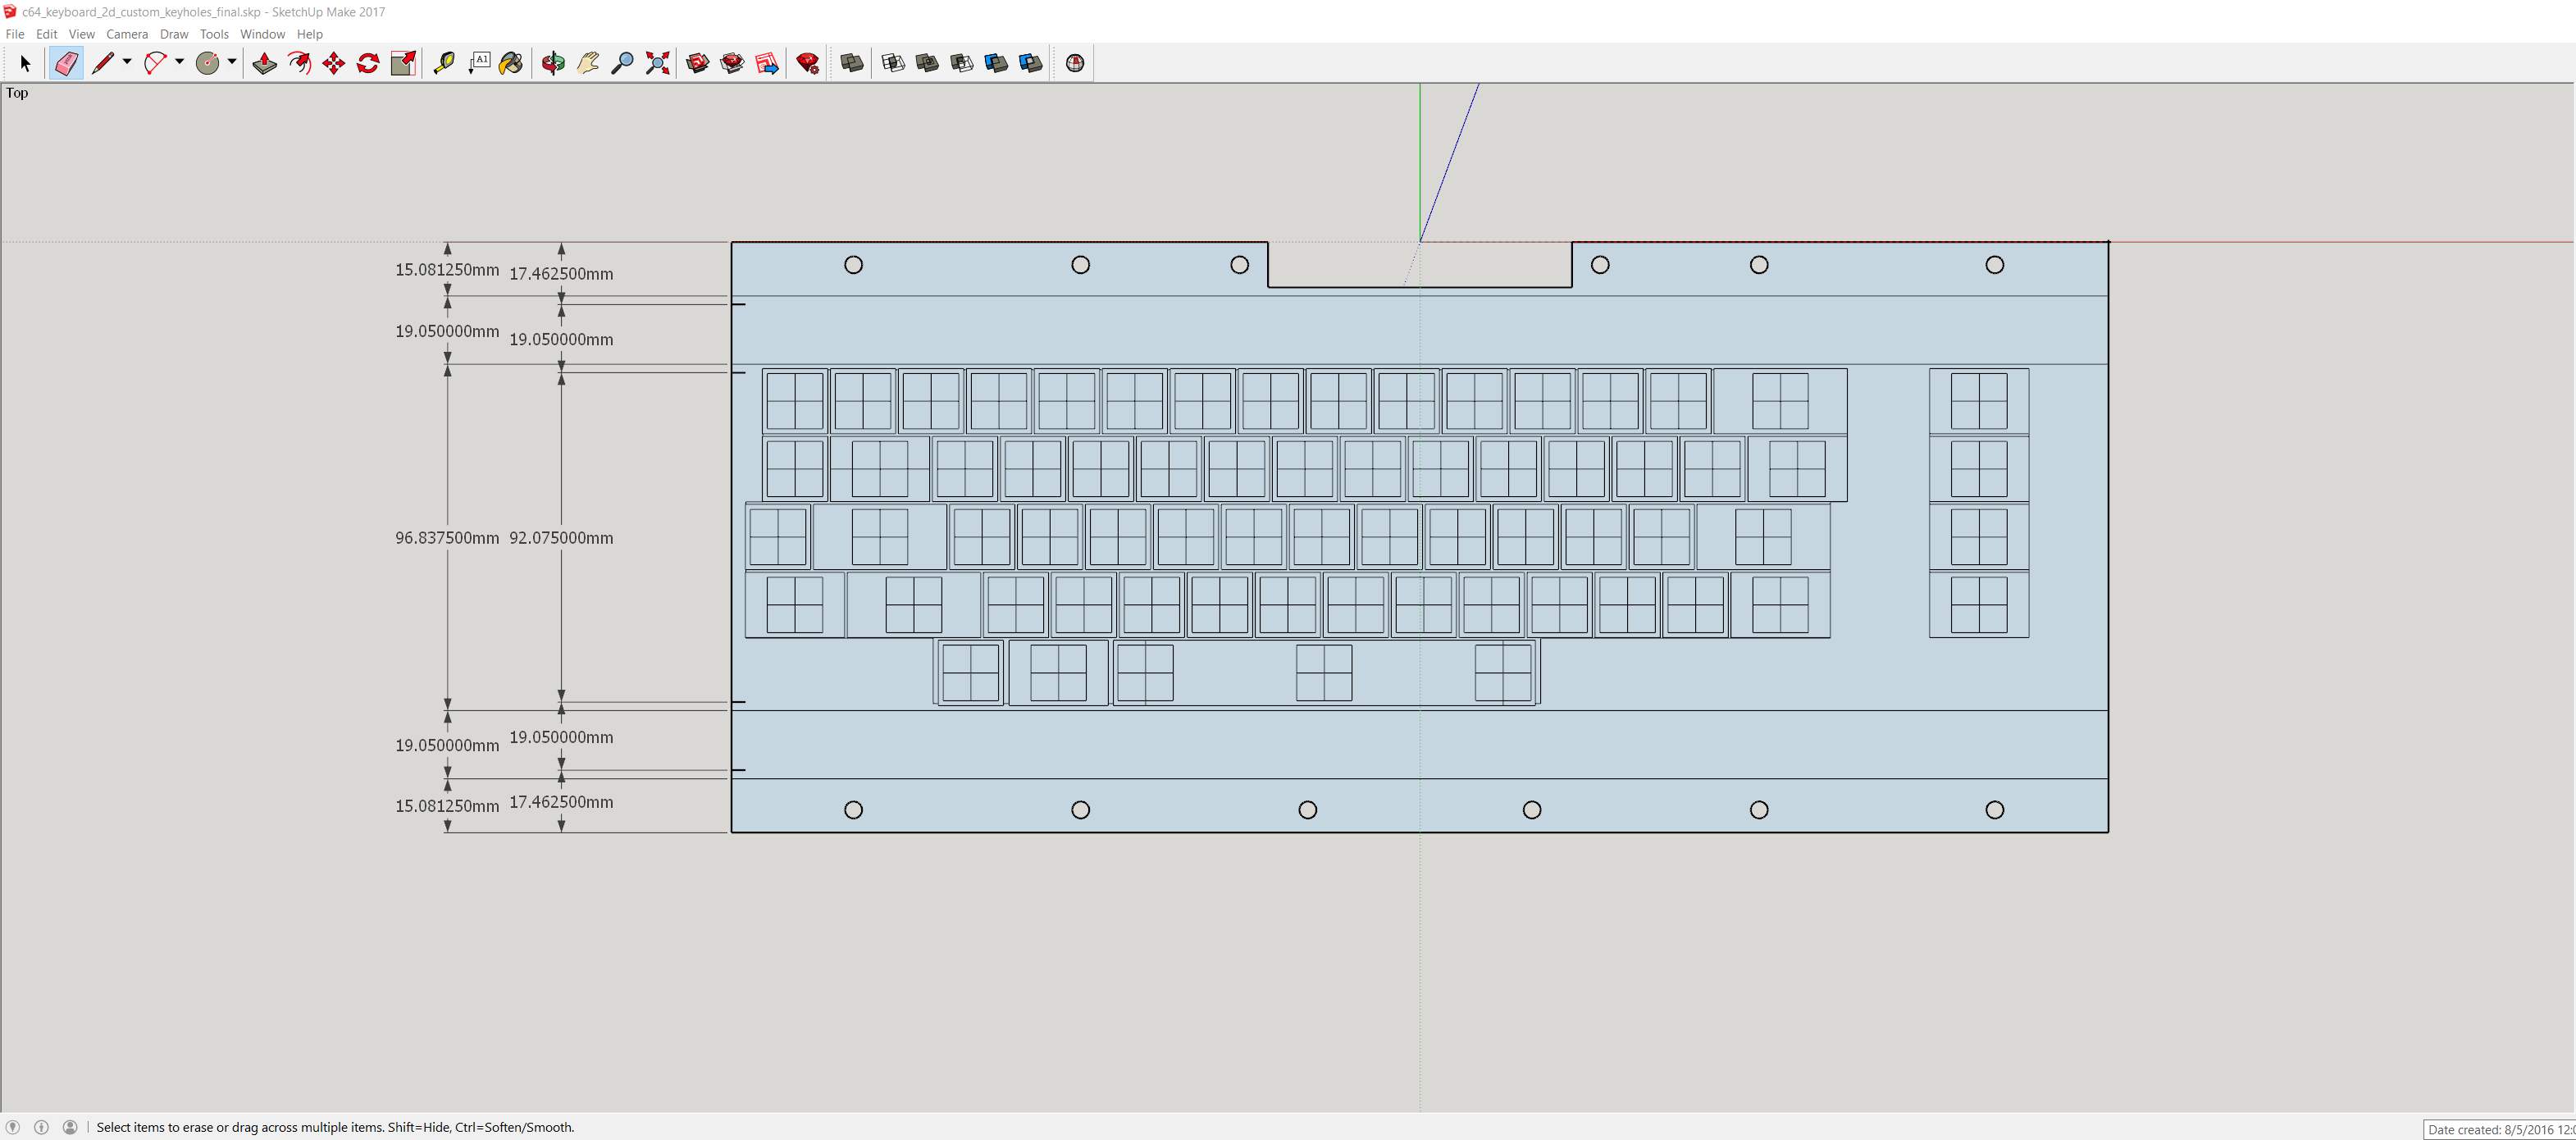 c64_keyboard_2d_custom_keyholes_final.skp - SketchUp Make 2017
File Edit View Camera Draw Tools Window Help
A1
Top
15.081250mm 17.462500mm
19.050000mm 19.050000mm
96.837500mm 92.075000mm
19.050000mm 19.050000mm
15.081250mm 17.462500mm
Select items to erase or drag across multiple items. Shift=Hide, Ctrl=Soften/Smooth.
Date created: 8/5/2016 12:0